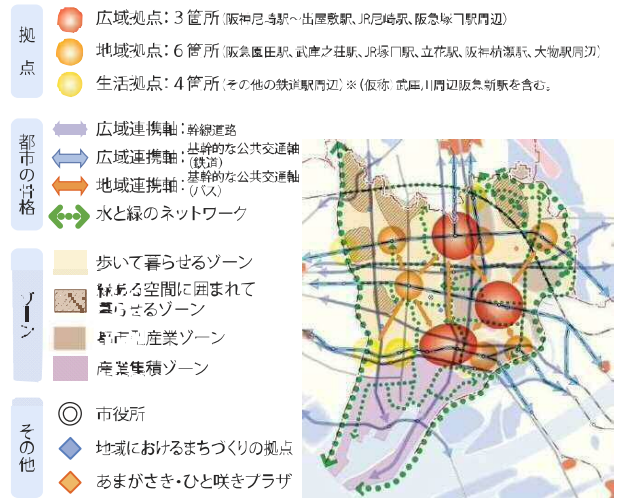 拠点
広域拠点：3箇所（阪神尼崎駅～出屋敷駅、JR尼崎駅、阪急塚口駅周辺）
地域拠点：6箇所（阪急園田駅、武庫之荘駅、JR塚口駅、立花駅、阪神杭瀬駅、大物駅周辺）
生活拠点：4箇所（その他の鉄道駅周辺）※（仮称）武庫川周辺阪急新駅を含む。
都市の骨格
広域連携軸：幹線道路
広域連携軸：基幹的な公共交通軸（鉄道）
地域連携軸：基幹的な公共交通軸（バス）
水と緑のネットワーク
ゾーン
歩いて暮らせるゾーン
ある空間に囲まれて
暮らせるゾーン
都市型産業ゾーン
産業集積ゾーン
その他
市役所
地域におけるまちづくりの拠点
あまがさき・ひと咲きプラザ